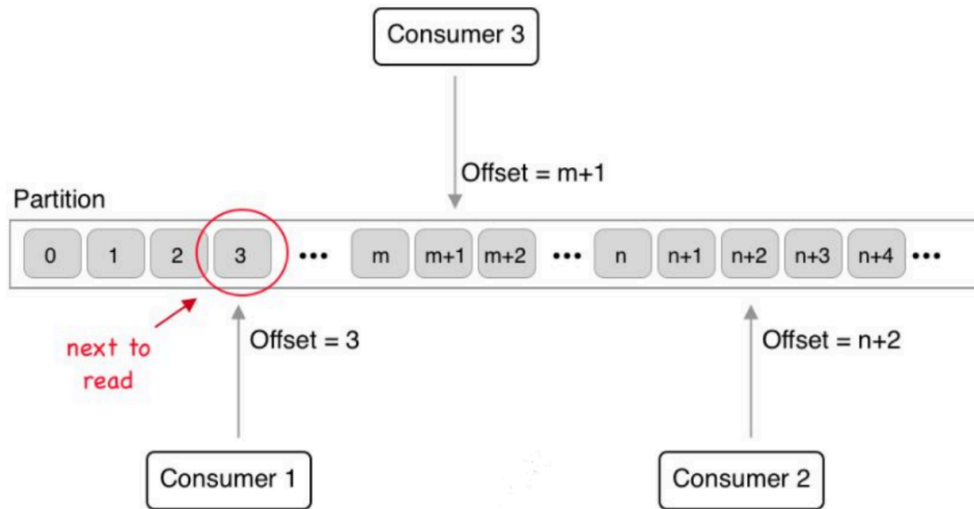 Consumer 3
Offset = m+1
Partition
0 1 2 3 ••• m m+1 m+2 ••• n n+1 n+2 n+3 n+4 •••
next to
read
Offset = 3
Offset = n+2
Consumer 1
Consumer 2